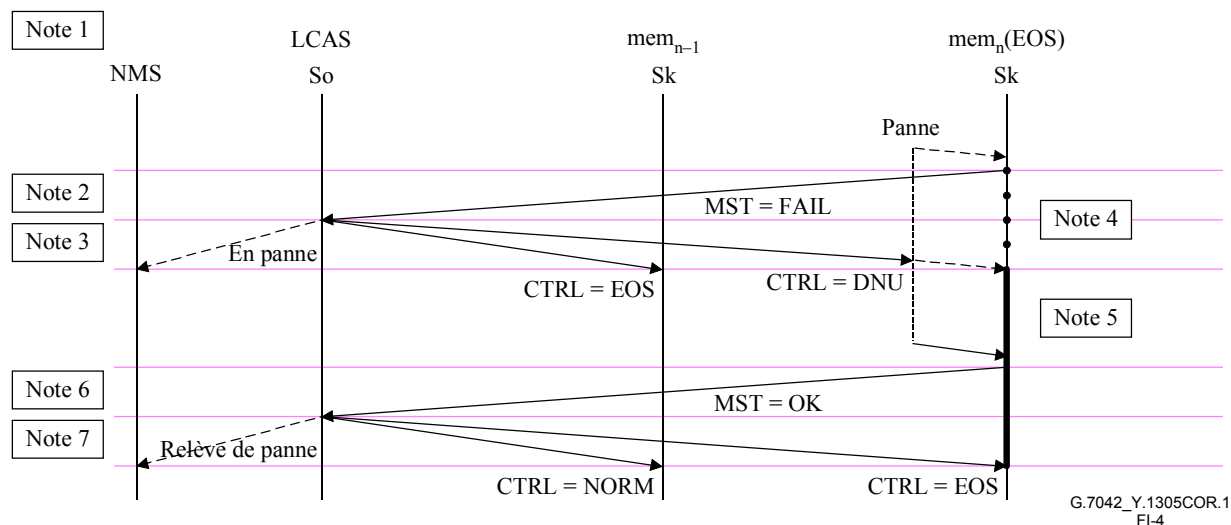 Note 1
LCAS
mem_{n–1}
mem_n(EOS)
NMS
So
Sk
Sk
Panne
Note 2
MST = FAIL
Note 4
Note 3
En panne
CTRL = EOS
CTRL = DNU
Note 5
Note 6
MST = OK
Note 7
Relève de panne
CTRL = NORM
CTRL = EOS
G.7042_Y.1305COR.1
FI-4